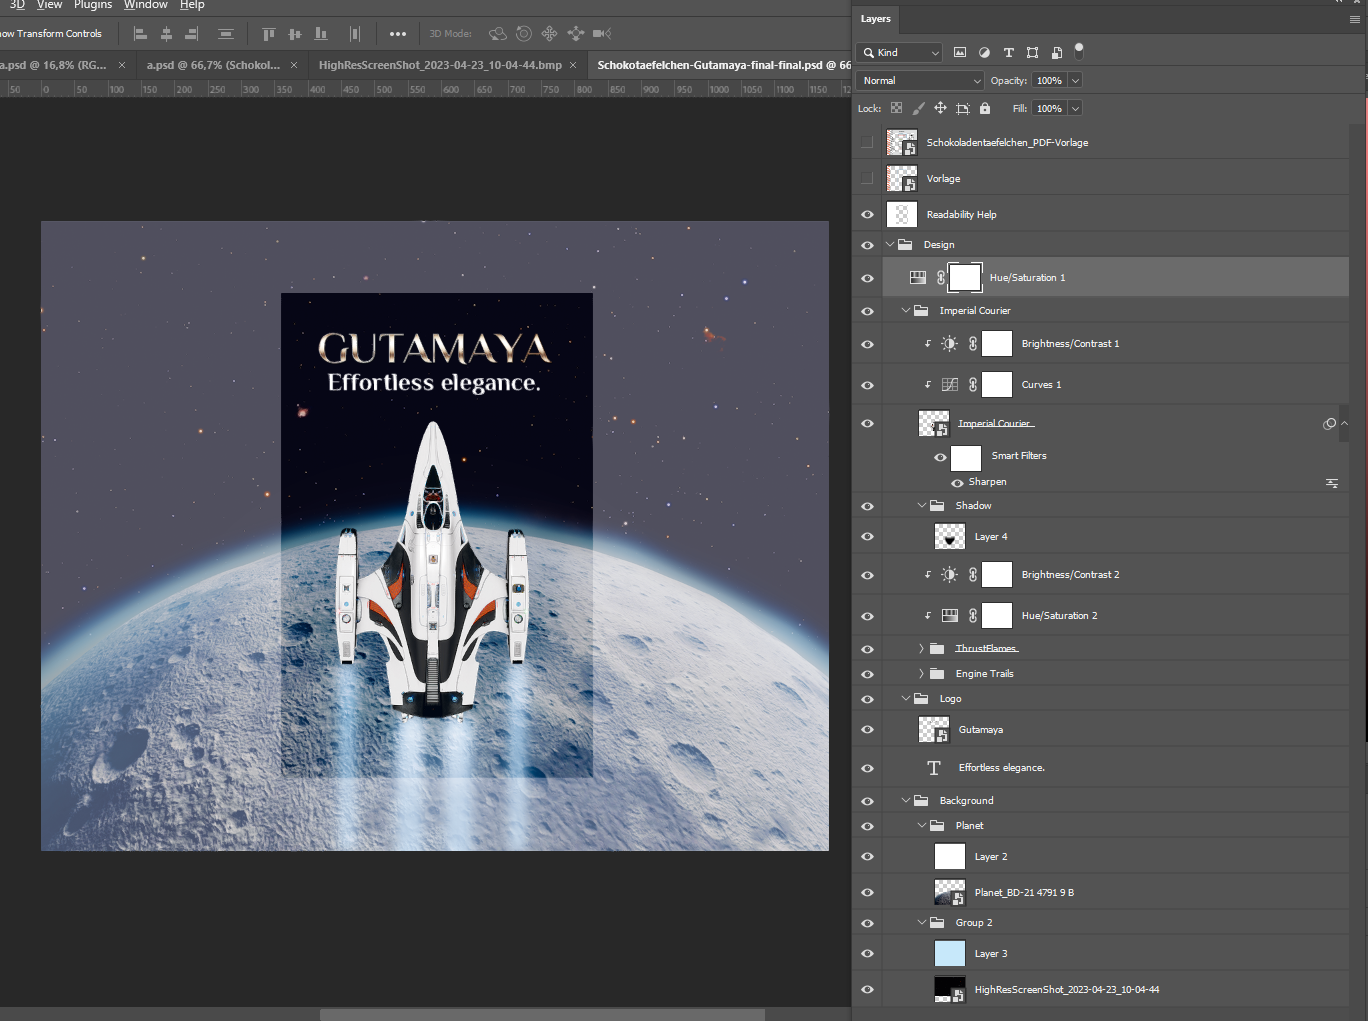 3D View Plugins Window Help
ow Transform Controls
3D Mode:
a.psd @ 16,8% (RG...
a.psd @ 66,7% (Schokol...
HighResScreenShot_2023-04-23_10-04-44.bmp
Schokotaefelchen-Gutamaya-final-final.psd @ 66
50 0 50 100 150 200 250 300 350 400 450 500 550 600 650 700 750 800 850 900 950 1000 1050 1100 1150 12
GUTAMAYA
Effortless elegance.
Layers
Kind
Normal
Opacity: 100%
Lock:
Fill: 100%
Schokoladentaefelchen_PDF-Vorlage
Vorlage
Readability Help
Design
Hue/Saturation 1
Imperial Courier
Brightness/Contrast 1
Curves 1
Imperial Courier
Smart Filters
Sharpen
Shadow
Layer 4
Brightness/Contrast 2
Hue/Saturation 2
ThrustFlames
Engine Trails
Logo
Gutamaya
Effortless elegance.
Background
Planet
Layer 2
Planet_BD-21 4791 9 B
Group 2
Layer 3
HighResScreenShot_2023-04-23_10-04-44